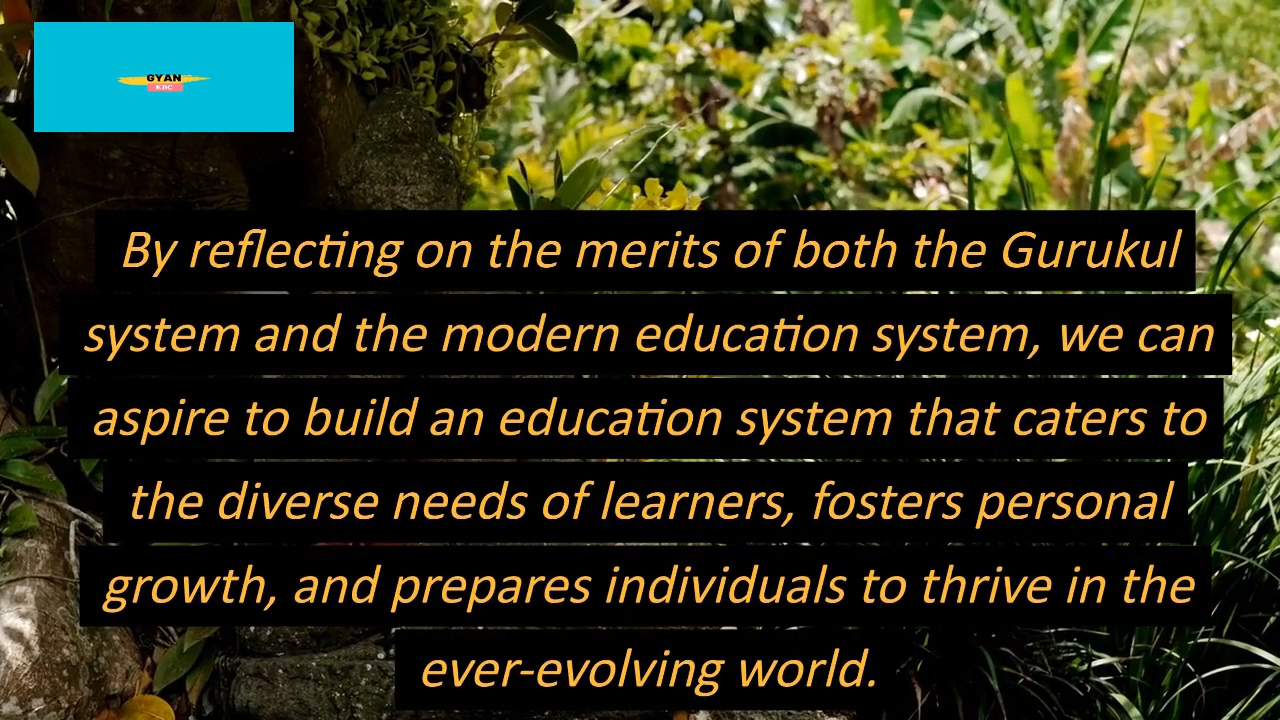 GYAN
KBC
By reflecting on the merits of both the Gurukul
system and the modern education system, we can
aspire to build an education system that caters to
the diverse needs of learners, fosters personal
growth, and prepares individuals to thrive in the
ever-evolving world.